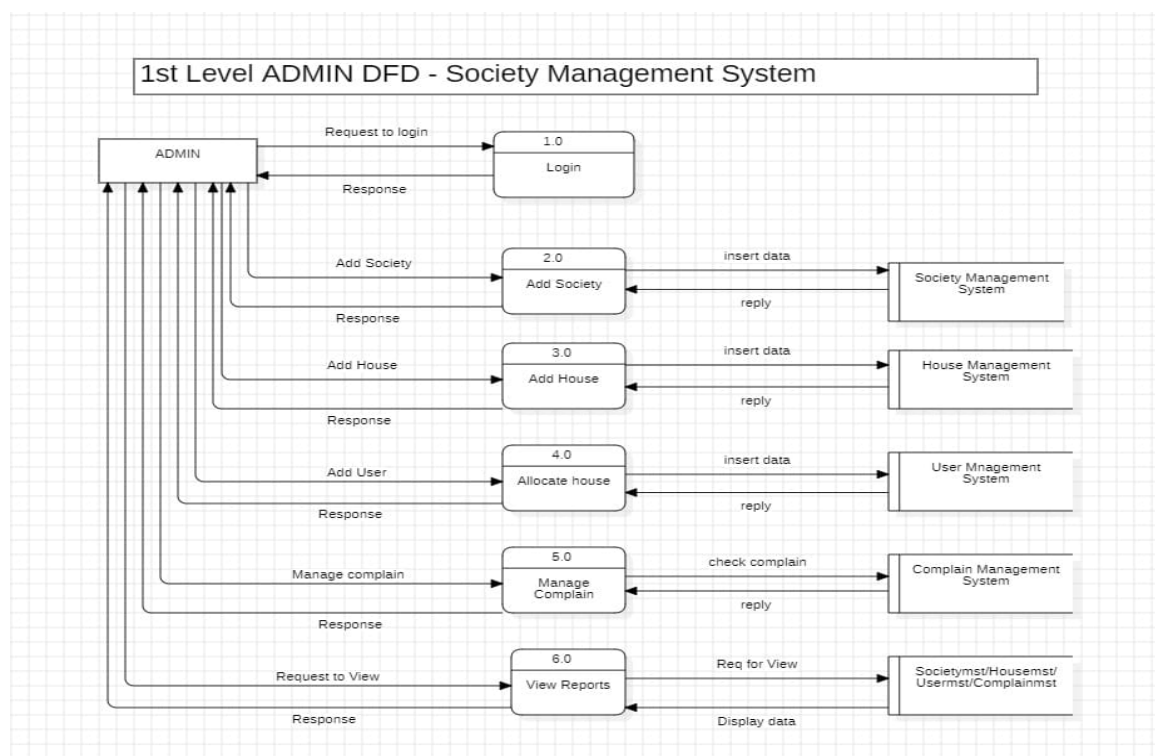 1st Level ADMIN DFD - Society Management System
ADMIN
Request to login
Response
1.0
Login
Add Society
Response
2.0
Add Society
insert data
reply
Society Management
System
Add House
Response
3.0
Add House
insert data
reply
House Management
System
Add User
Response
4.0
Allocate house
insert data
reply
User Mnagement
System
Manage complain
Response
5.0
Manage
Complain
check complain
reply
Complain Management
System
Request to View
Response
6.0
View Reports
Req for View
Display data
Societymst/Housemst/
Usermst/Complainmst